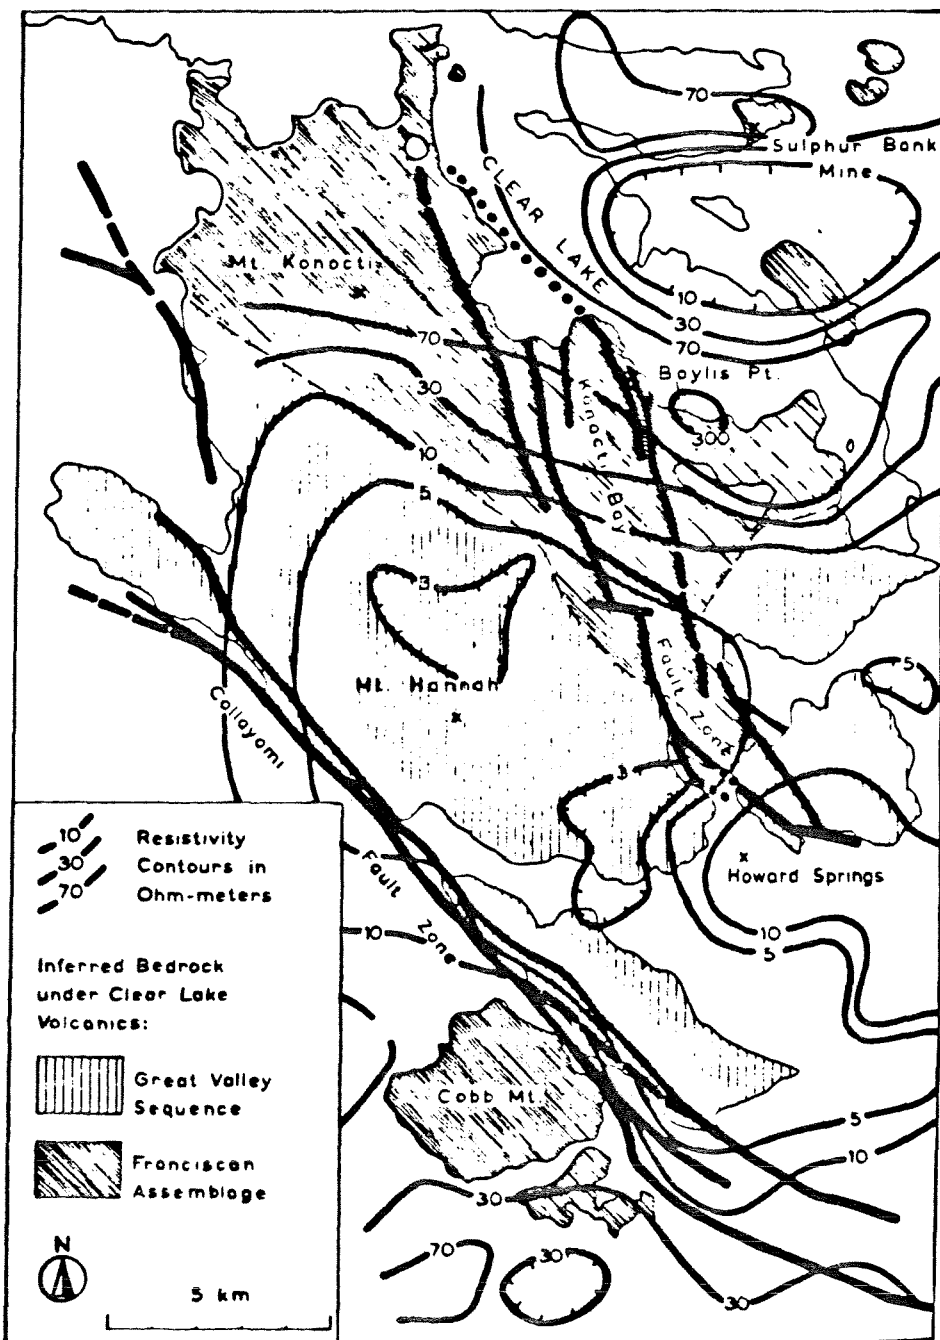 70
Sulphur Bank
Mine
CLEAR LAKE
Mt. Konocti
10
30
70
70
30
Baylis Pt.
300
Konocti Bay
10
5
3
Mt. Hannah
5
Fault Zone
Collayomi
3
Howard Springs
10
5
Fault
Zone
10
10
30
70
Resistivity
Contours in
Ohm-meters
Inferred Bedrock
under Clear Lake
Volcanics:
Great Valley
Sequence
Franciscan
Assemblage
N
5 km
Cobb Mt.
5
10
30
70
30
30